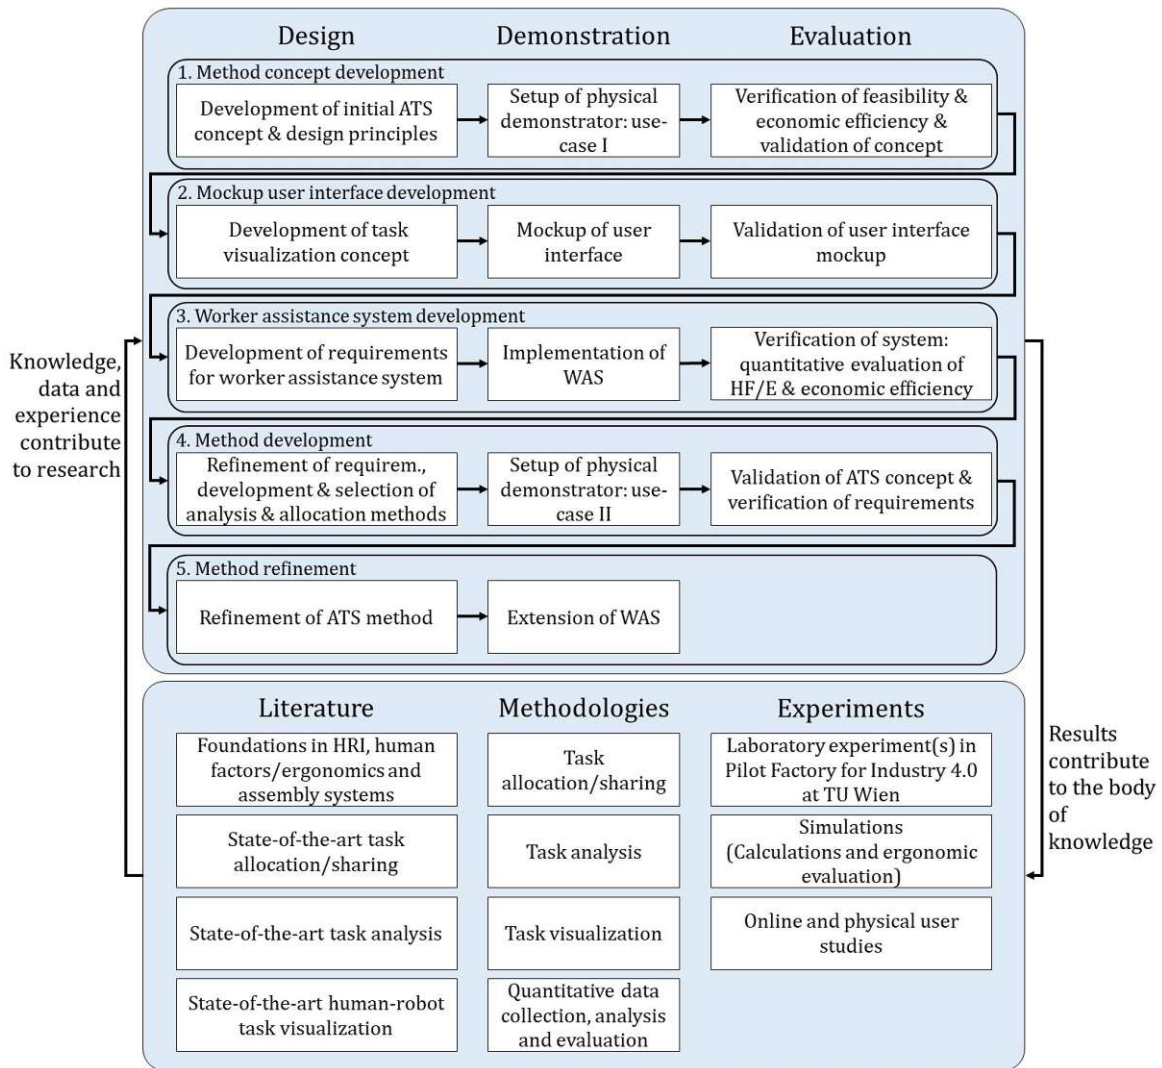 Design
Demonstration
Evaluation
1. Method concept development
Development of initial ATS
concept & design principles
Setup of physical
demonstrator: use-
case I
Verification of feasibility &
economic efficiency &
validation of concept
2. Mockup user interface development
Development of task
visualization concept
Mockup of user
interface
Validation of user interface
mockup
3. Worker assistance system development
Development of requirements
for worker assistance system
Implementation of
WAS
Verification of system:
quantitative evaluation of
HF/E & economic efficiency
4. Method development
Refinement of requirem.,
development & selection of
analysis & allocation methods
Setup of physical
demonstrator: use-
case II
Validation of ATS concept &
verification of requirements
5. Method refinement
Refinement of ATS method
Extension of WAS
Knowledge,
data and
experience
contribute
to research
Results
contribute
to the body
of
knowledge
Literature
Methodologies
Experiments
Foundations in HRI, human
factors/ergonomics and
assembly systems
Task
allocation/sharing
Laboratory experiment(s) in
Pilot Factory for Industry 4.0
at TU Wien
State-of-the-art task
allocation/sharing
Task analysis
Simulations
(Calculations and ergonomic
evaluation)
State-of-the-art task analysis
Task visualization
Online and physical user
studies
State-of-the-art human-robot
task visualization
Quantitative data
collection, analysis
and evaluation